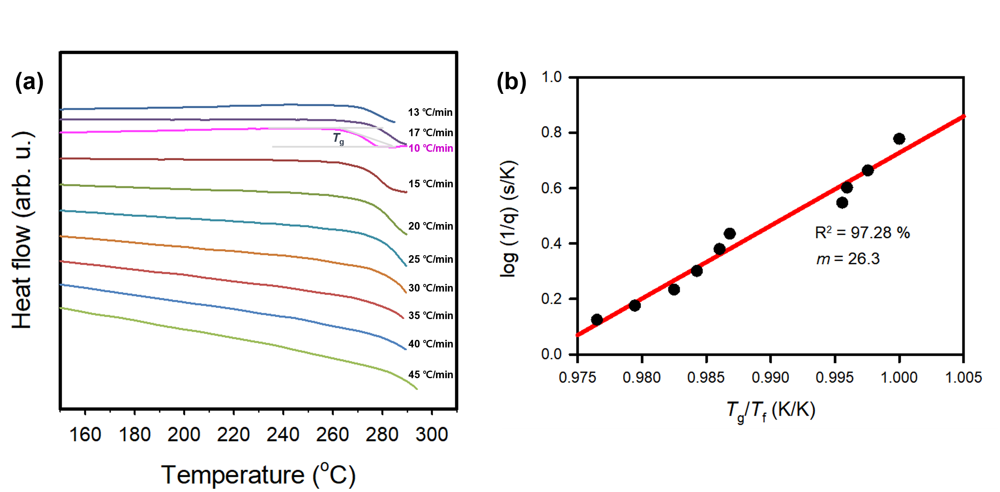 (a)
Heat flow (arb. u.)
13 ℃/min
17 ℃/min
Tg
10 ℃/min
15 ℃/min
20 ℃/min
25 ℃/min
30 ℃/min
35 ℃/min
40 ℃/min
45 ℃/min
160 180 200 220 240 260 280 300
Temperature (oC)
(b)
log (1/q) (s/K)
1.0
0.8
0.6
0.4
0.2
0.0
R2 = 97.28 %
m = 26.3
0.975 0.980 0.985 0.990 0.995 1.000 1.005
Tg/Tf (K/K)